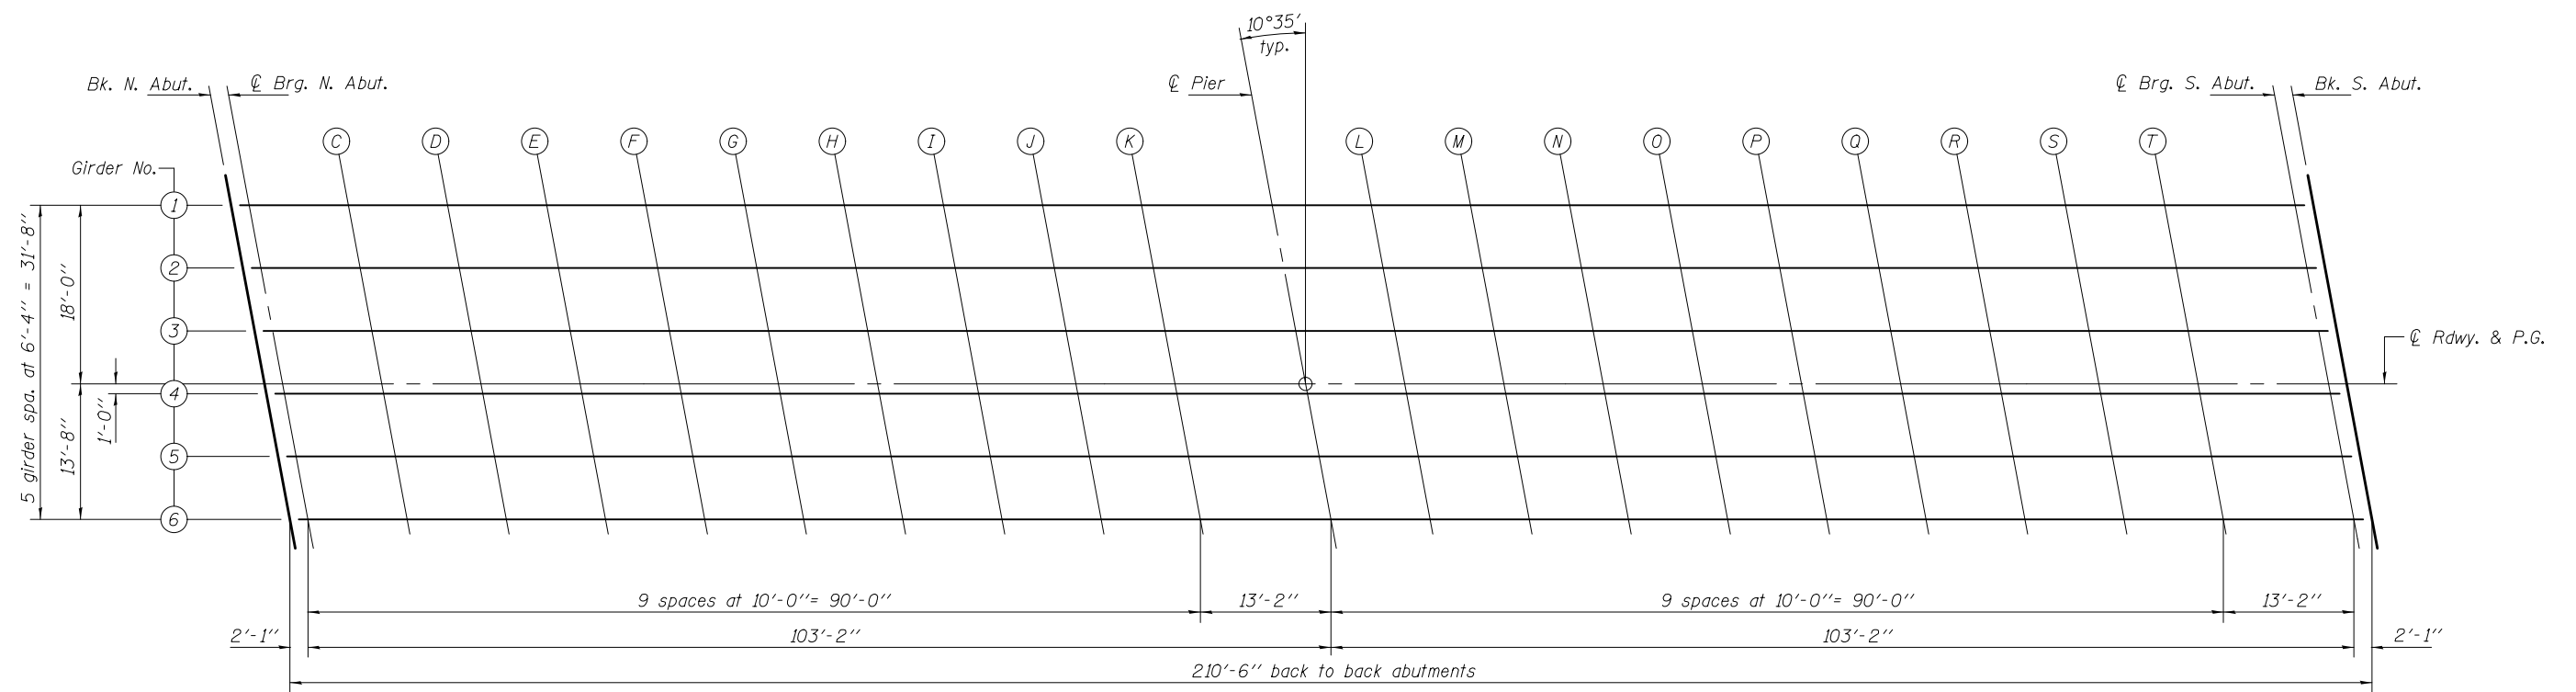 10°35′
typ.
Bk. N. Abut.
℄ Brg. N. Abut.
℄ Pier
℄ Brg. S. Abut.
Bk. S. Abut.
C
D
E
F
G
H
I
J
K
L
M
N
O
P
Q
R
S
T
Girder No.
1
2
3
4
5
6
5 girder spa. at 6′-4″ = 31′-8″
18′-0″
13′-8″
1′-0″
℄ Rdwy. & P.G.
9 spaces at 10′-0″= 90′-0″
13′-2″
9 spaces at 10′-0″= 90′-0″
13′-2″
2′-1″
103′-2″
103′-2″
2′-1″
210′-6″ back to back abutments